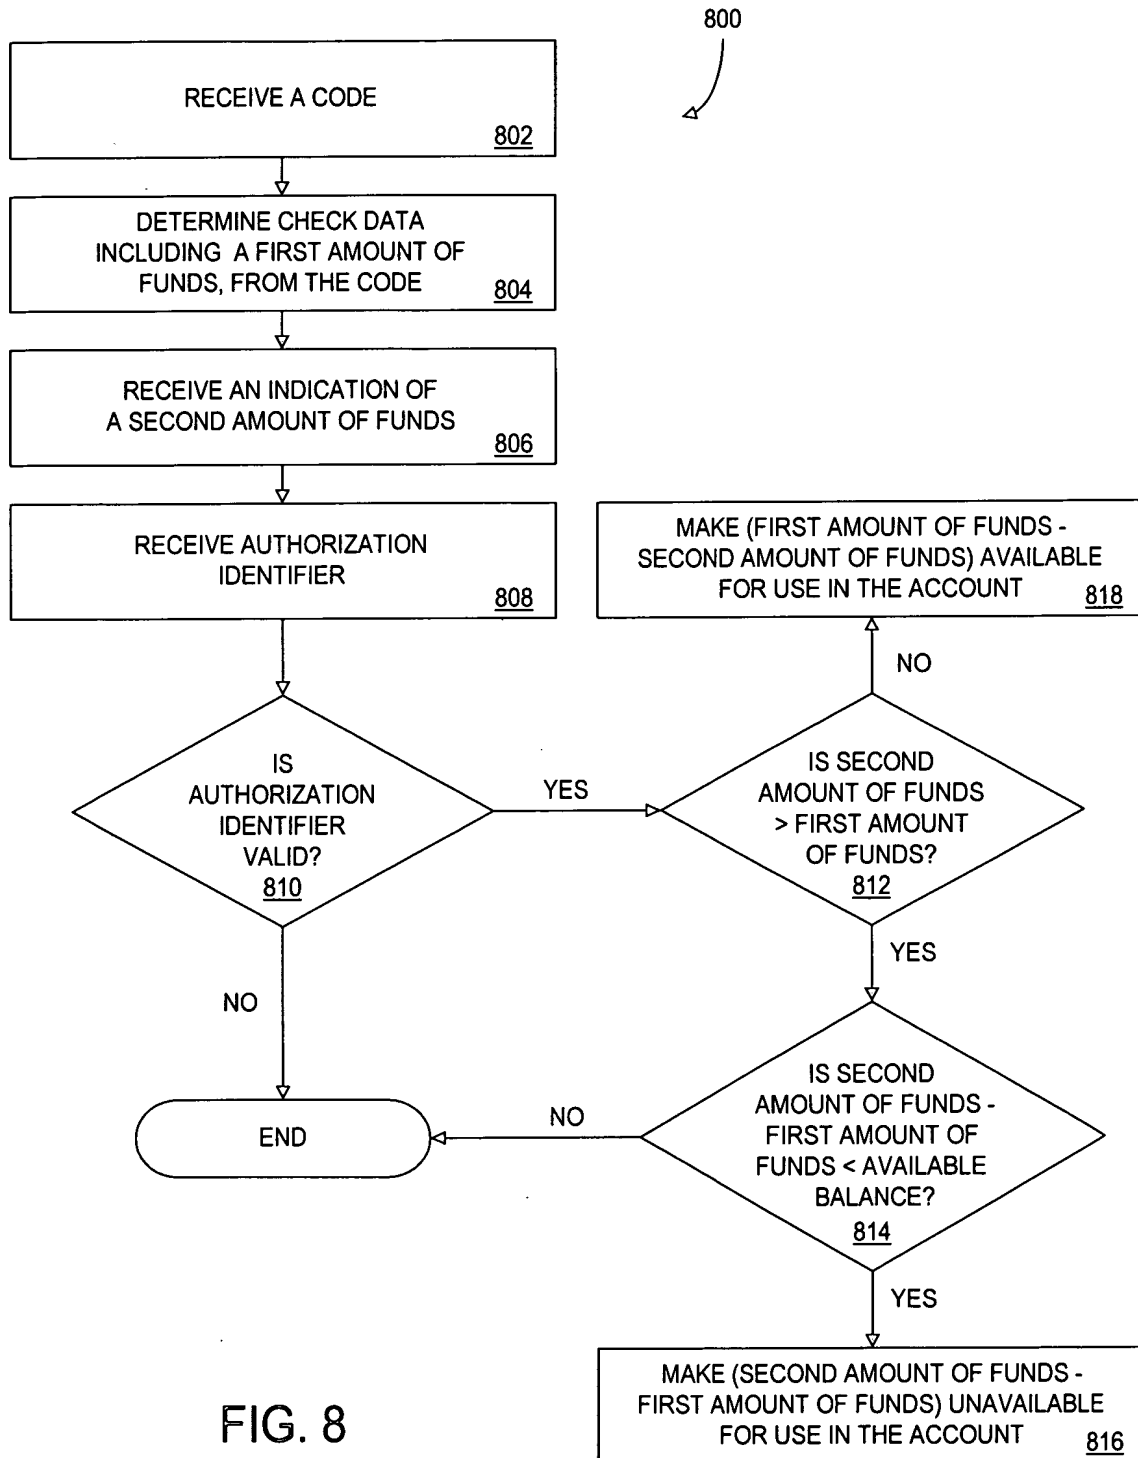 800
RECEIVE A CODE
802
DETERMINE CHECK DATA
INCLUDING A FIRST AMOUNT OF
FUNDS, FROM THE CODE
804
RECEIVE AN INDICATION OF
A SECOND AMOUNT OF FUNDS
806
RECEIVE AUTHORIZATION
IDENTIFIER
808
MAKE (FIRST AMOUNT OF FUNDS -
SECOND AMOUNT OF FUNDS) AVAILABLE
FOR USE IN THE ACCOUNT
818
NO
IS
AUTHORIZATION
IDENTIFIER
VALID?
810
YES
IS SECOND
AMOUNT OF FUNDS
> FIRST AMOUNT
OF FUNDS?
812
YES
NO
END
NO
IS SECOND
AMOUNT OF FUNDS -
FIRST AMOUNT OF
FUNDS < AVAILABLE
BALANCE?
814
YES
MAKE (SECOND AMOUNT OF FUNDS -
FIRST AMOUNT OF FUNDS) UNAVAILABLE
FOR USE IN THE ACCOUNT
816
FIG. 8